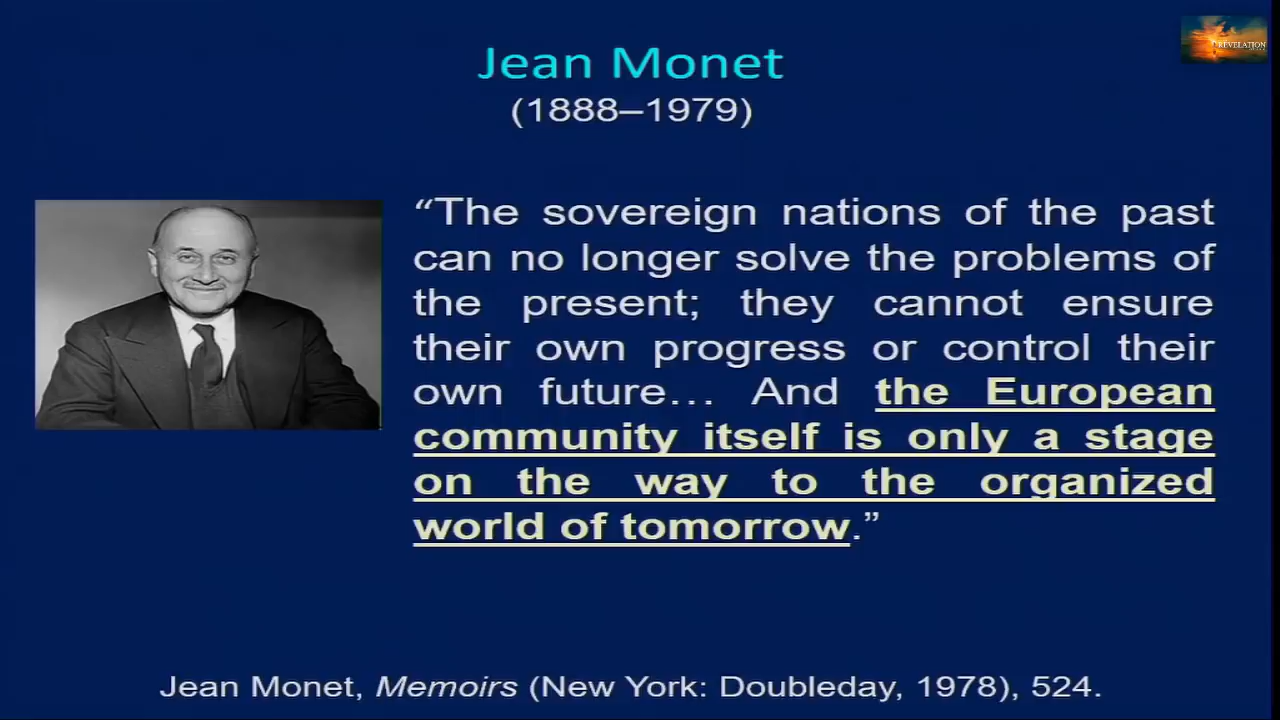 REVELATION
Jean Monet
(1888–1979)
“The sovereign nations of the past
can no longer solve the problems of
the present; they cannot ensure
their own progress or control their
own future… And the European
community itself is only a stage
on the way to the organized
world of tomorrow.”
Jean Monet, Memoirs (New York: Doubleday, 1978), 524.